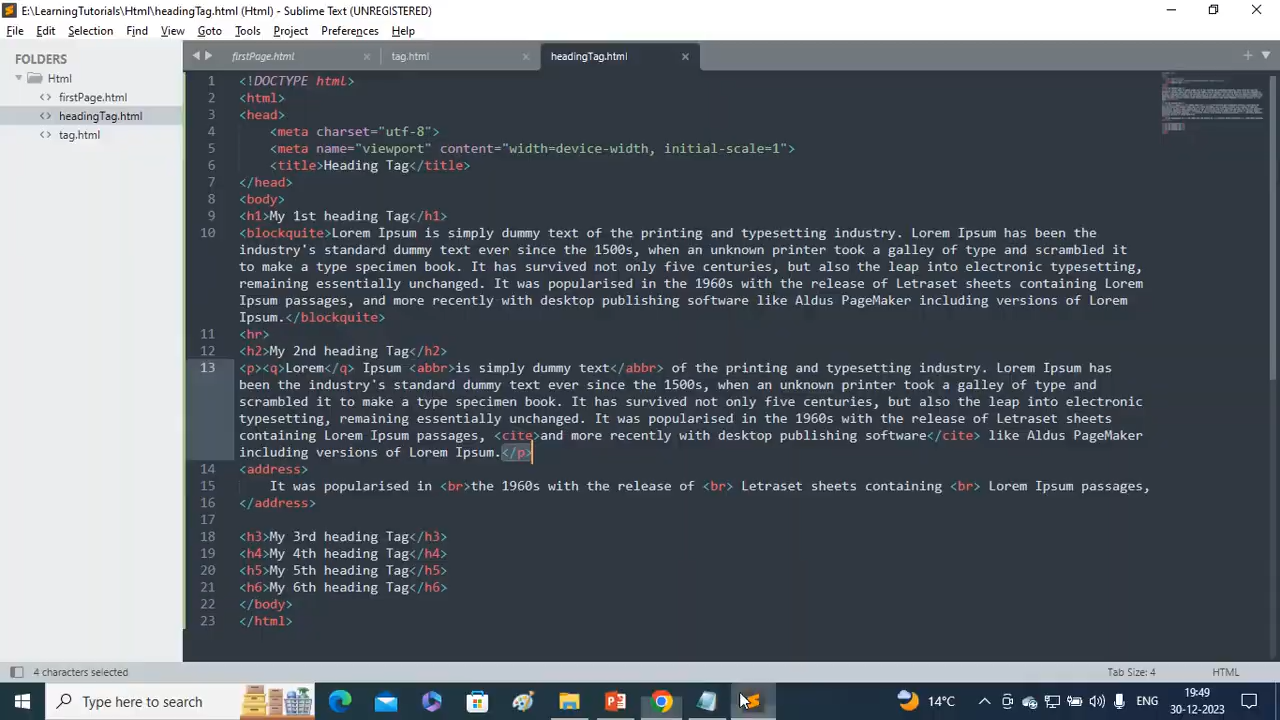 E:\LearningTutorials\Html\headingTag.html (Html) - Sublime Text (UNREGISTERED)
File Edit Selection Find View Goto Tools Project Preferences Help
FOLDERS
Html
firstPage.html
headingTag.html
tag.html
firstPage.html tag.html headingTag.html
1 <!DOCTYPE html>
2 <html>
3 <head>
4 <meta charset="utf-8">
5 <meta name="viewport" content="width=device-width, initial-scale=1">
6 <title>Heading Tag</title>
7 </head>
8 <body>
9 <h1>My 1st heading Tag</h1>
10 <blockquite>Lorem Ipsum is simply dummy text of the printing and typesetting industry. Lorem Ipsum has been the
industry's standard dummy text ever since the 1500s, when an unknown printer took a galley of type and scrambled it
to make a type specimen book. It has survived not only five centuries, but also the leap into electronic typesetting,
remaining essentially unchanged. It was popularised in the 1960s with the release of Letraset sheets containing Lorem
Ipsum passages, and more recently with desktop publishing software like Aldus PageMaker including versions of Lorem
Ipsum.</blockquite>
11 <hr>
12 <h2>My 2nd heading Tag</h2>
13 <p><q>Lorem</q> Ipsum <abbr>is simply dummy text</abbr> of the printing and typesetting industry. Lorem Ipsum has
been the industry's standard dummy text ever since the 1500s, when an unknown printer took a galley of type and
scrambled it to make a type specimen book. It has survived not only five centuries, but also the leap into electronic
typesetting, remaining essentially unchanged. It was popularised in the 1960s with the release of Letraset sheets
containing Lorem Ipsum passages, <cite>and more recently with desktop publishing software</cite> like Aldus PageMaker
including versions of Lorem Ipsum.</p>
14 <address>
15 It was popularised in <br>the 1960s with the release of <br> Letraset sheets containing <br> Lorem Ipsum passages,
16 </address>
17
18 <h3>My 3rd heading Tag</h3>
19 <h4>My 4th heading Tag</h4>
20 <h5>My 5th heading Tag</h5>
21 <h6>My 6th heading Tag</h6>
22 </body>
23 </html>
4 characters selected Tab Size: 4 HTML
Type here to search 14°C ENG 19:49
30-12-2023